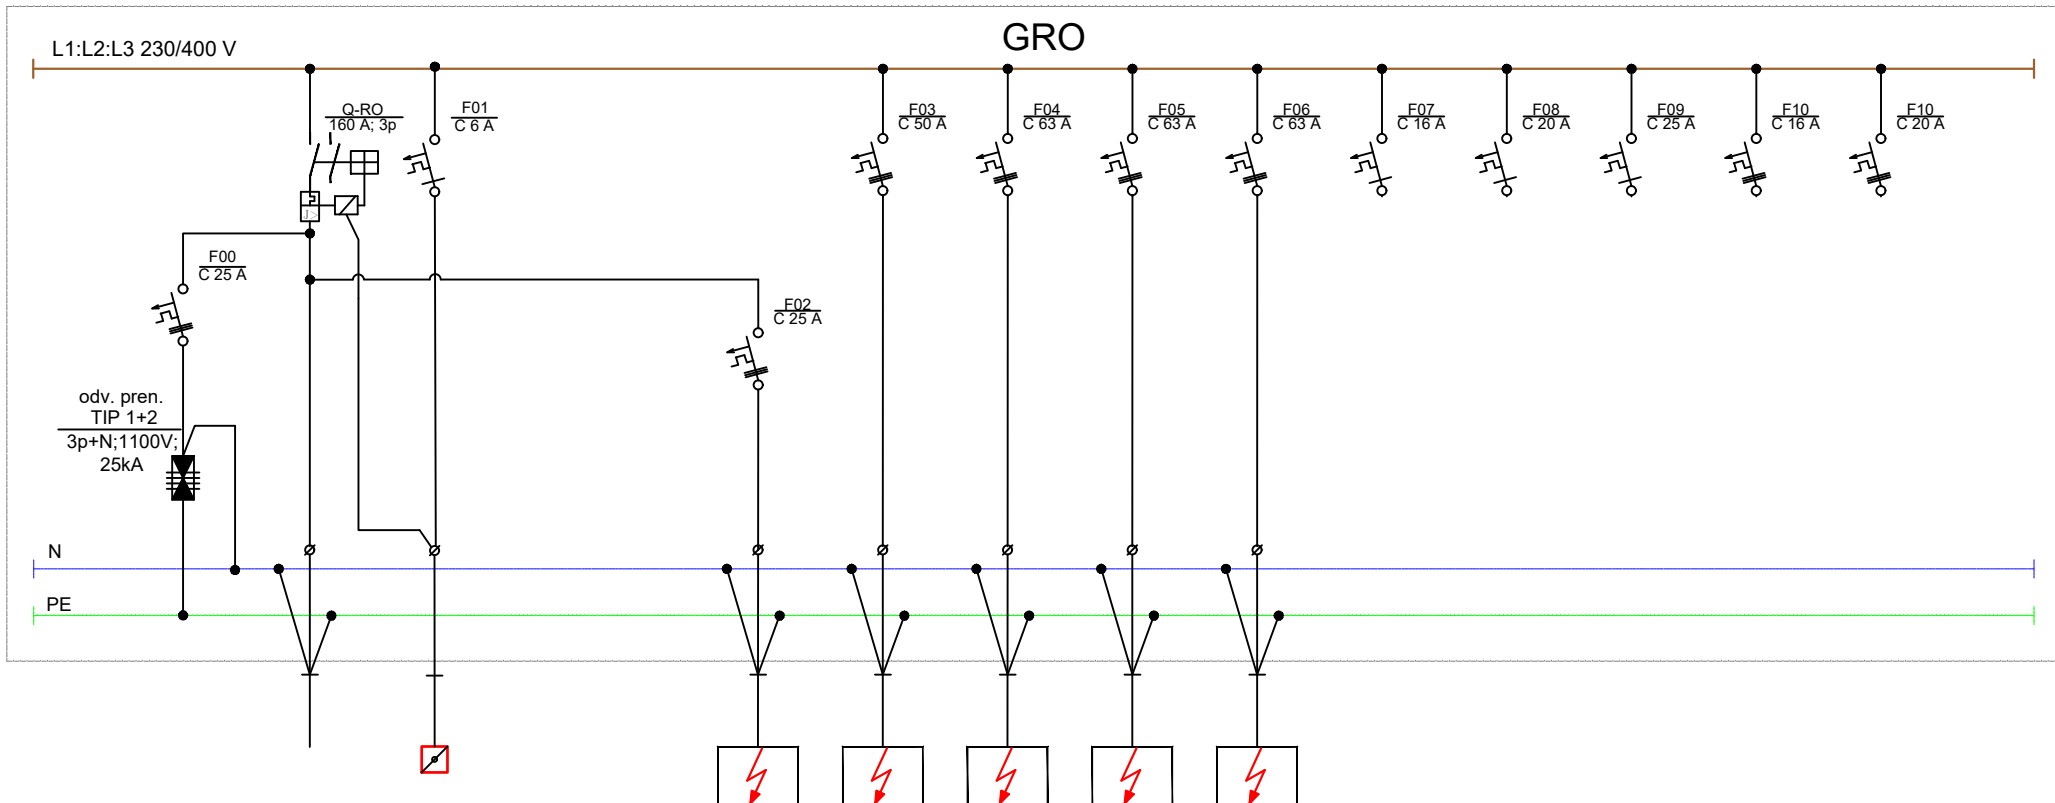 GRO
L1:L2:L3 230/400 V
Q-RO
160 A; 3p
F01
C 6 A
F03
C 50 A
F04
C 63 A
F05
C 63 A
F06
C 63 A
F07
C 16 A
F08
C 20 A
F09
C 25 A
F10
C 16 A
F10
C 20 A
J>
F00
C 25 A
F02
C 25 A
odv. pren.
TIP 1+2
3p+N;1100V;
25kA
N
PE